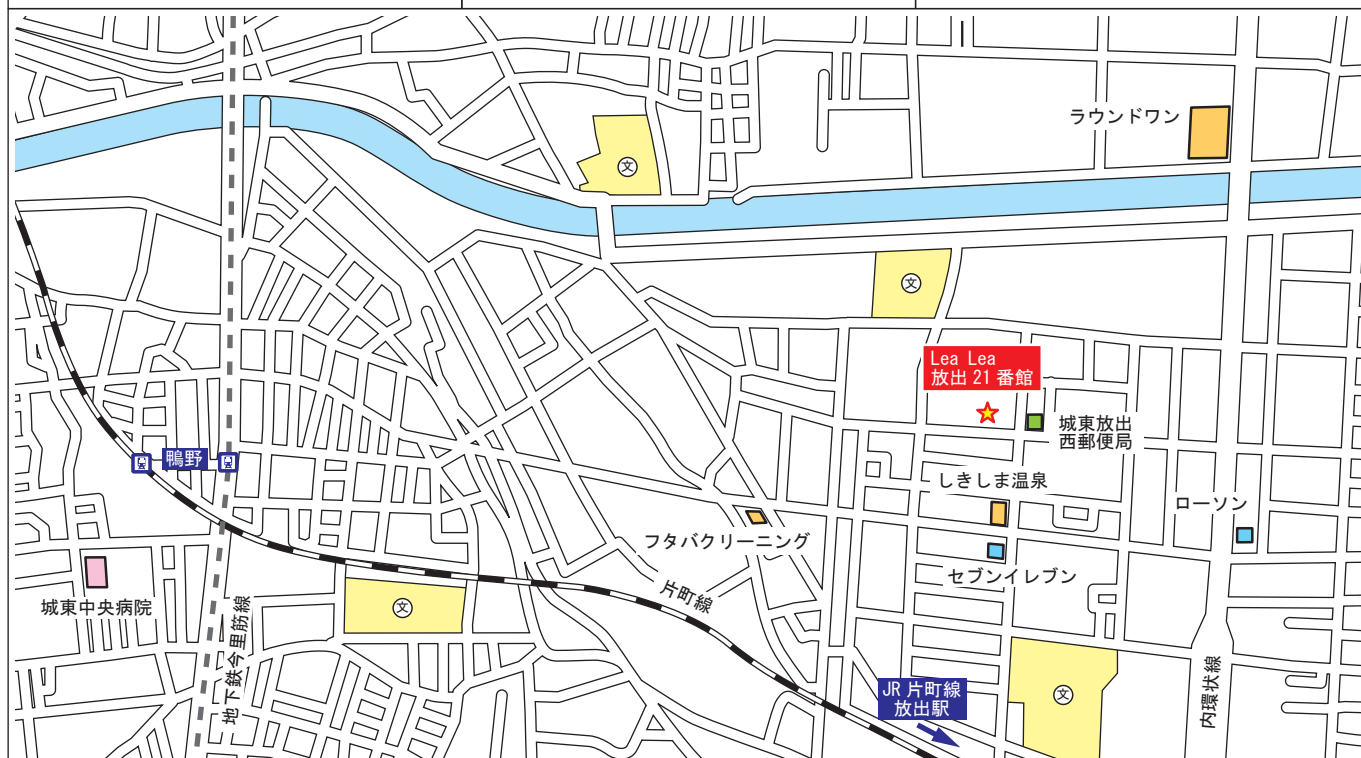 ラウンドワン
文
文
Lea Lea
放出 21 番館
城東放出
西郵便局
鴫野
しきしま温泉
ローソン
フタバクリーニング
セブンイレブン
片町線
城東中央病院
文
地下鉄今里筋線
文
内環状線
JR 片町線
放出駅